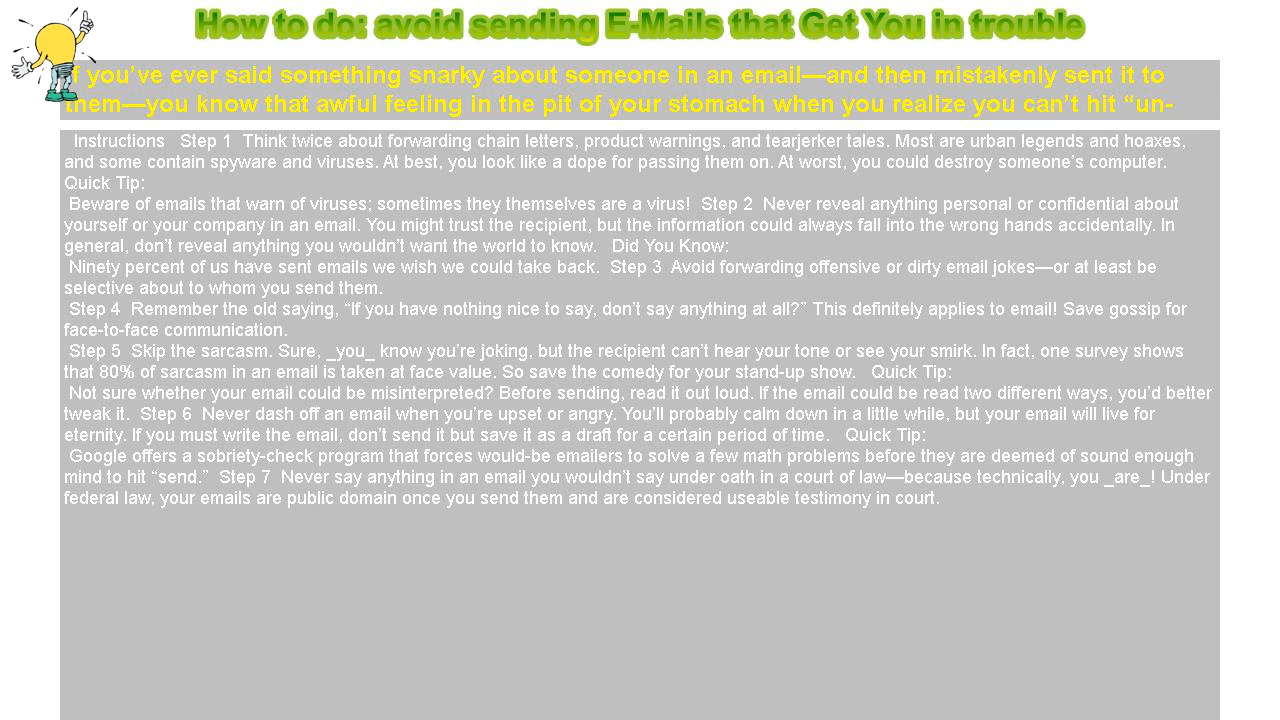 How to do: avoid sending E-Mails that Get You in trouble
If you’ve ever said something snarky about someone in an email—and then mistakenly sent it to
them—you know that awful feeling in the pit of your stomach when you realize you can’t hit “un-
Instructions Step 1 Think twice about forwarding chain letters, product warnings, and tearjerker tales. Most are urban legends and hoaxes,
and some contain spyware and viruses. At best, you look like a dope for passing them on. At worst, you could destroy someone’s computer.
Quick Tip:
Beware of emails that warn of viruses; sometimes they themselves are a virus! Step 2 Never reveal anything personal or confidential about
yourself or your company in an email. You might trust the recipient, but the information could always fall into the wrong hands accidentally. In
general, don’t reveal anything you wouldn’t want the world to know. Did You Know:
Ninety percent of us have sent emails we wish we could take back. Step 3 Avoid forwarding offensive or dirty email jokes—or at least be
selective about to whom you send them.
Step 4 Remember the old saying, “If you have nothing nice to say, don’t say anything at all?” This definitely applies to email! Save gossip for
face-to-face communication.
Step 5 Skip the sarcasm. Sure, _you_ know you’re joking, but the recipient can’t hear your tone or see your smirk. In fact, one survey shows
that 80% of sarcasm in an email is taken at face value. So save the comedy for your stand-up show. Quick Tip:
Not sure whether your email could be misinterpreted? Before sending, read it out loud. If the email could be read two different ways, you’d better
tweak it. Step 6 Never dash off an email when you’re upset or angry. You’ll probably calm down in a little while, but your email will live for
eternity. If you must write the email, don’t send it but save it as a draft for a certain period of time. Quick Tip:
Google offers a sobriety-check program that forces would-be emailers to solve a few math problems before they are deemed of sound enough
mind to hit “send.” Step 7 Never say anything in an email you wouldn’t say under oath in a court of law—because technically, you _are_! Under
federal law, your emails are public domain once you send them and are considered useable testimony in court.